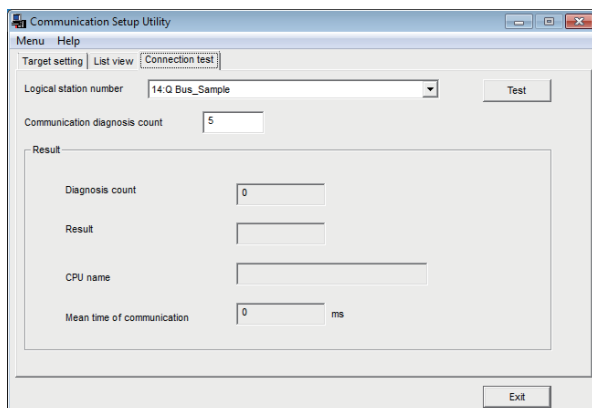 Communication Setup Utility
Menu Help
Target setting List view Connection test
Logical station number 14:Q Bus_Sample Test
Communication diagnosis count 5
Result
Diagnosis count 0
Result
CPU name
Mean time of communication 0 ms
Exit